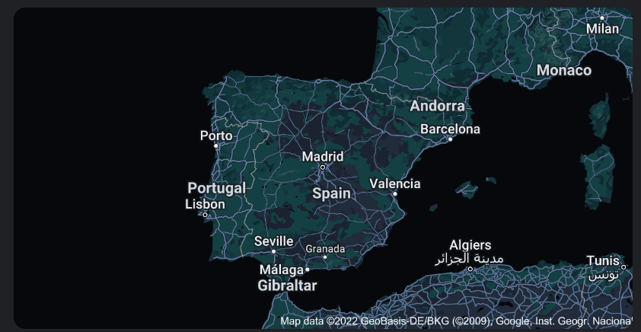 Milan
Monaco
Andorra
Barcelona
Porto
Madrid
Portugal
Spain
Valencia
Lisbon
Seville
Granada
Algiers
مدينة الجزائر
Tunis
تونس
Málaga
Gibraltar
Map data ©2022 GeoBasis-DE/BKG (©2009), Google, Inst. Geogr. Naciona